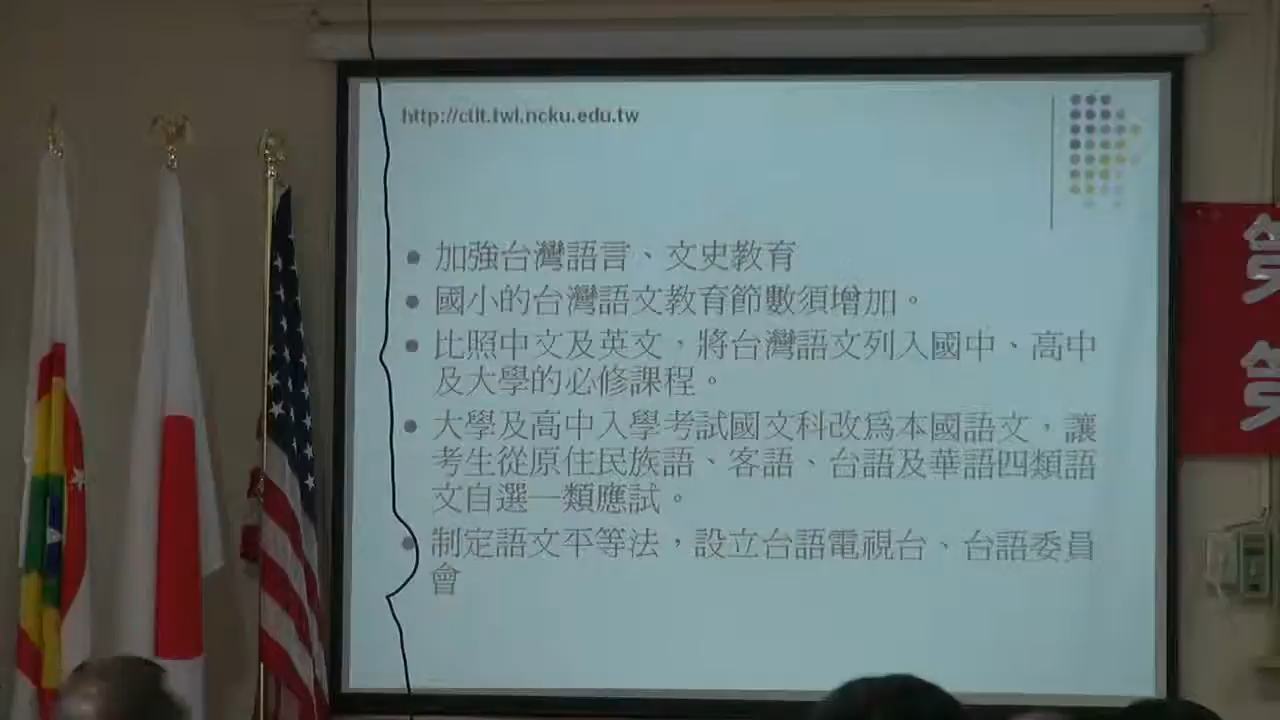 http://ctlt.twl.ncku.edu.tw
加強台灣語言、文史教育
國小的台灣語文教育節數須增加。
比照中文及英文，將台灣語文列入國中、高中
及大學的必修課程。
大學及高中入學考試國文科改為本國語文，讓
考生從原住民族語、客語、台語及華語四類語
文自選一類應試。
制定語文平等法，設立台語電視台、台語委員
會
第
第